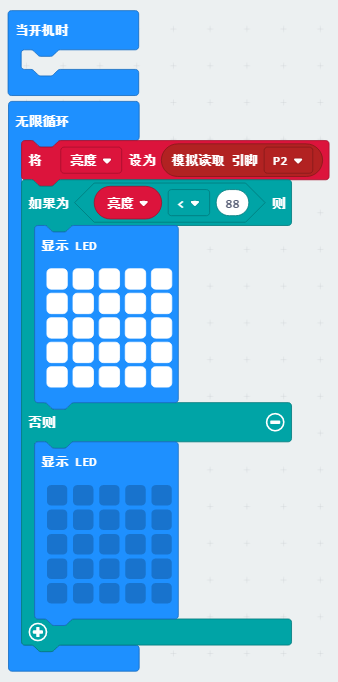 当开机时
无限循环
将 亮度 设为 模拟读取 引脚 P2
如果为 亮度 < 88 则
显示 LED
否则
显示 LED